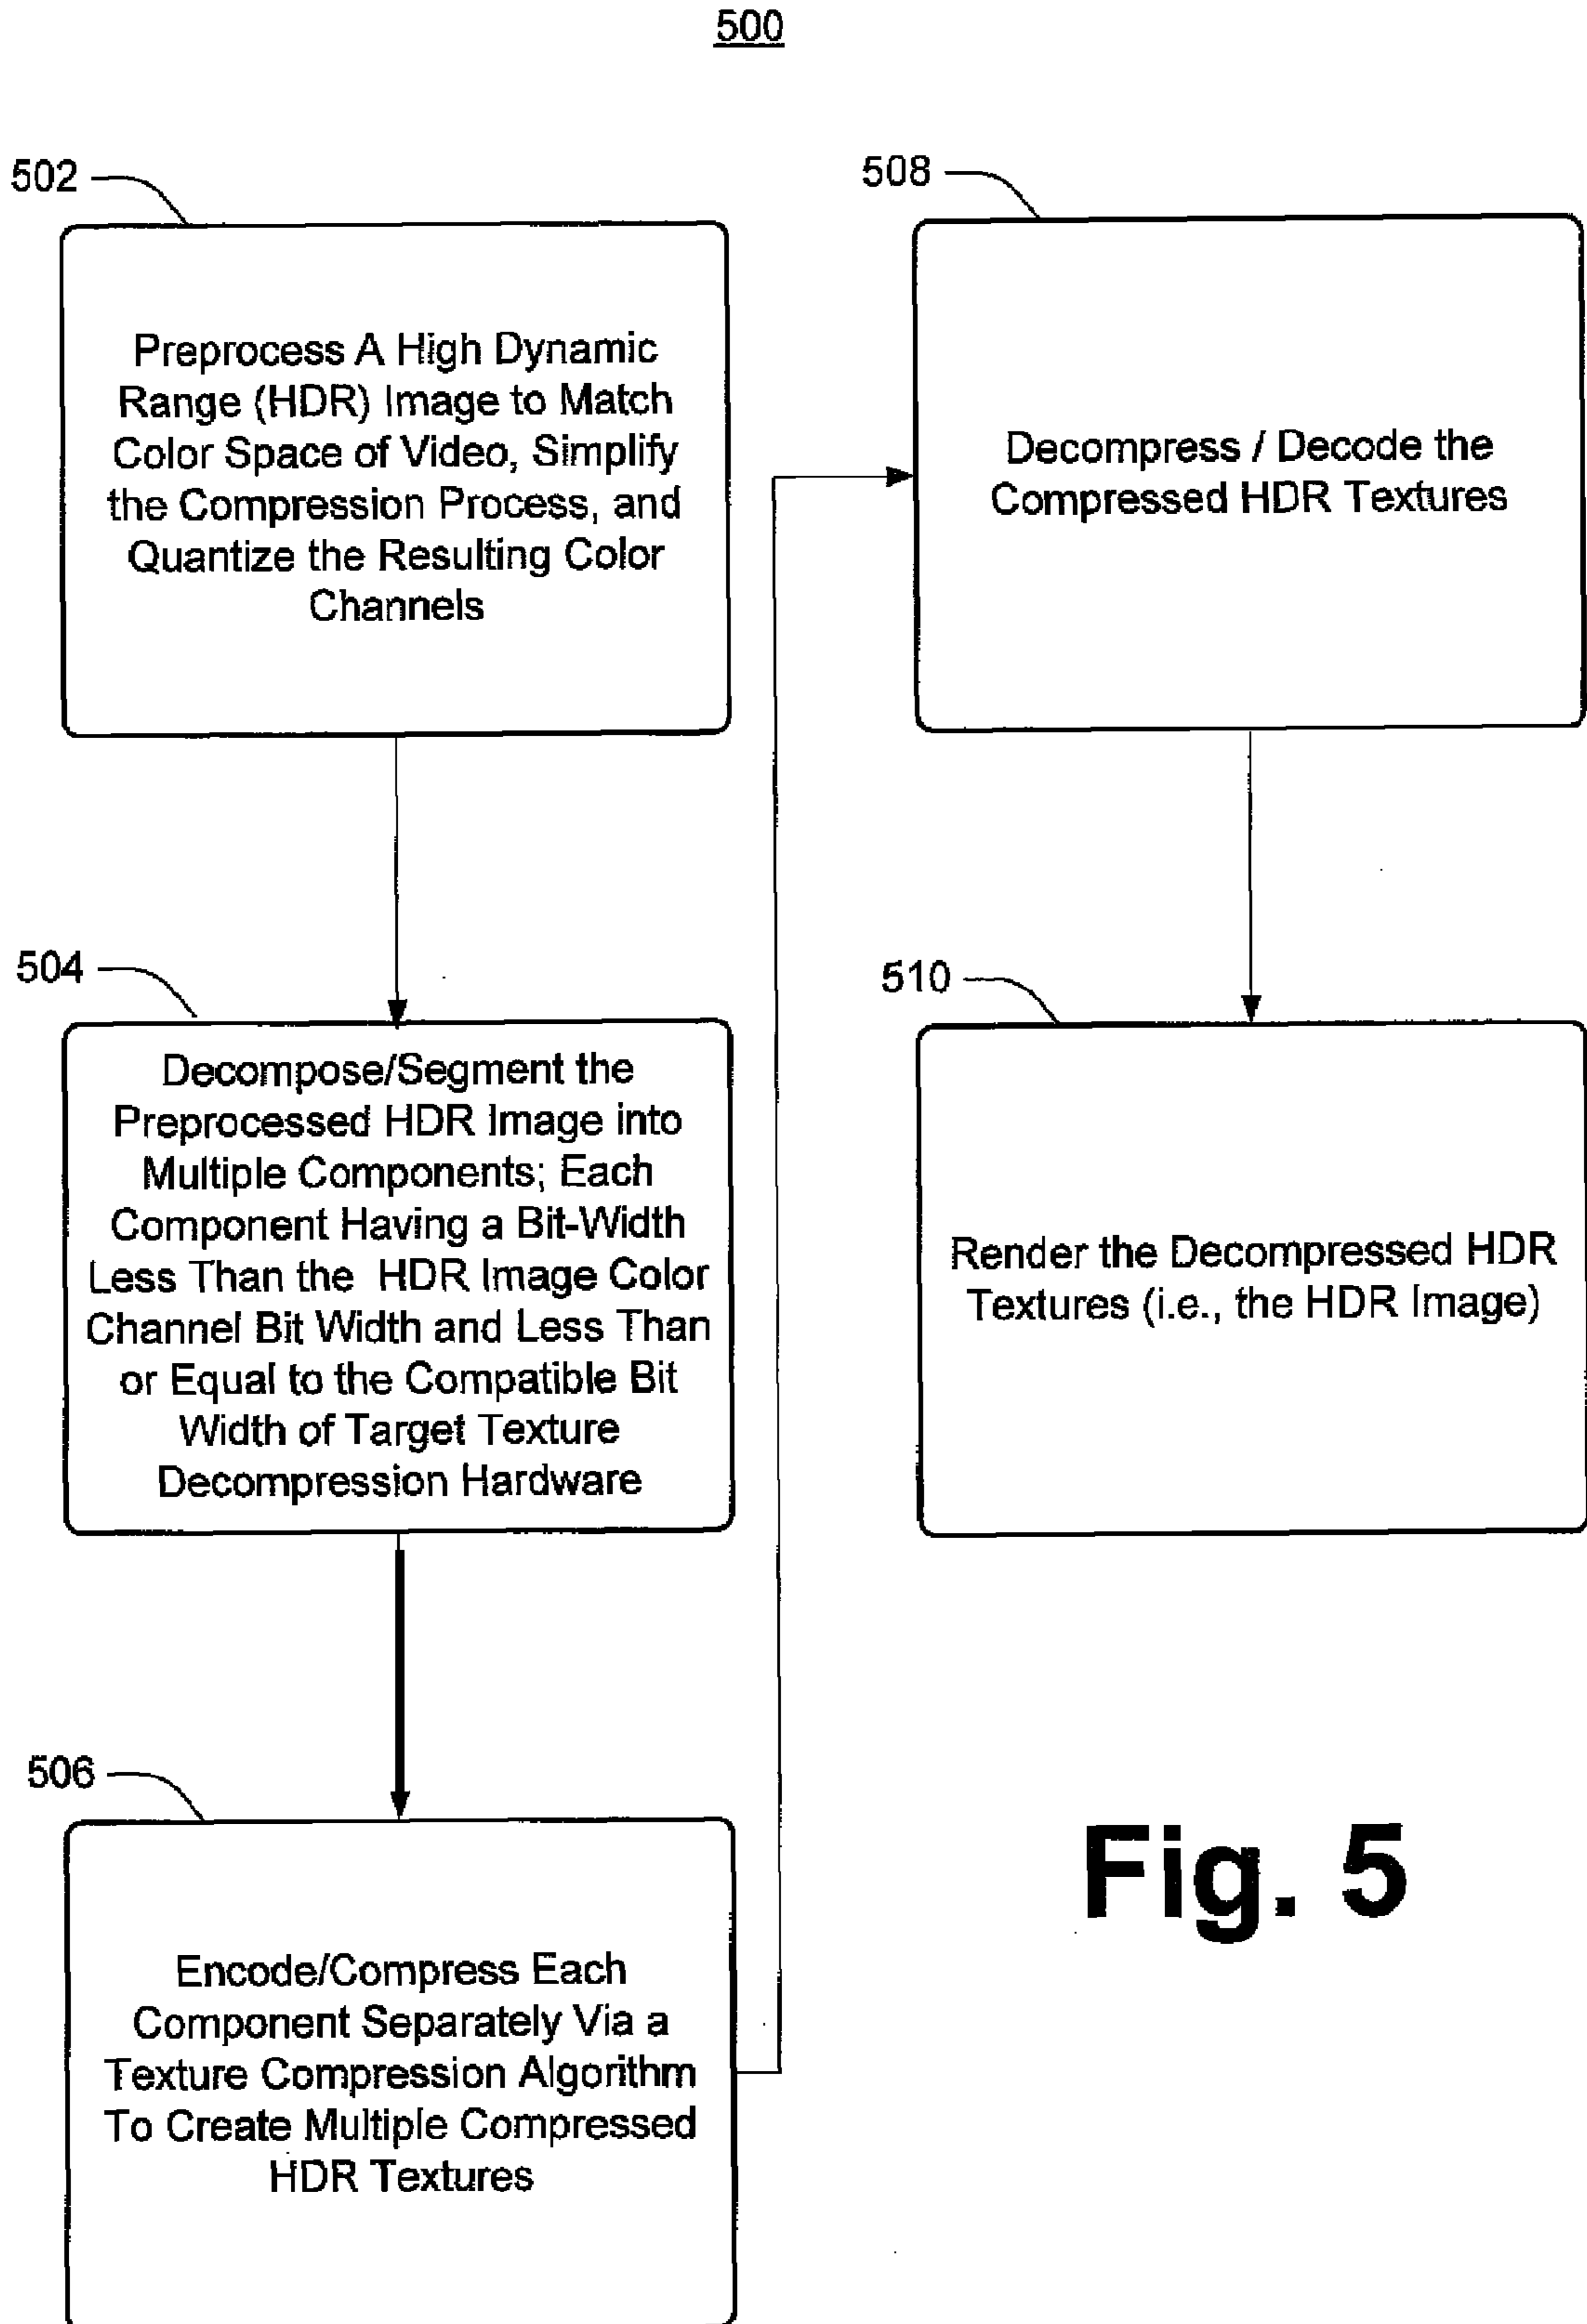 500
502
Preprocess A High Dynamic
Range (HDR) Image to Match
Color Space of Video, Simplify
the Compression Process, and
Quantize the Resulting Color
Channels
504
Decompose/Segment the
Preprocessed HDR Image into
Multiple Components; Each
Component Having a Bit-Width
Less Than the HDR Image Color
Channel Bit Width and Less Than
or Equal to the Compatible Bit
Width of Target Texture
Decompression Hardware
506
Encode/Compress Each
Component Separately Via a
Texture Compression Algorithm
To Create Multiple Compressed
HDR Textures
508
Decompress / Decode the
Compressed HDR Textures
510
Render the Decompressed HDR
Textures (i.e., the HDR Image)
Fig. 5